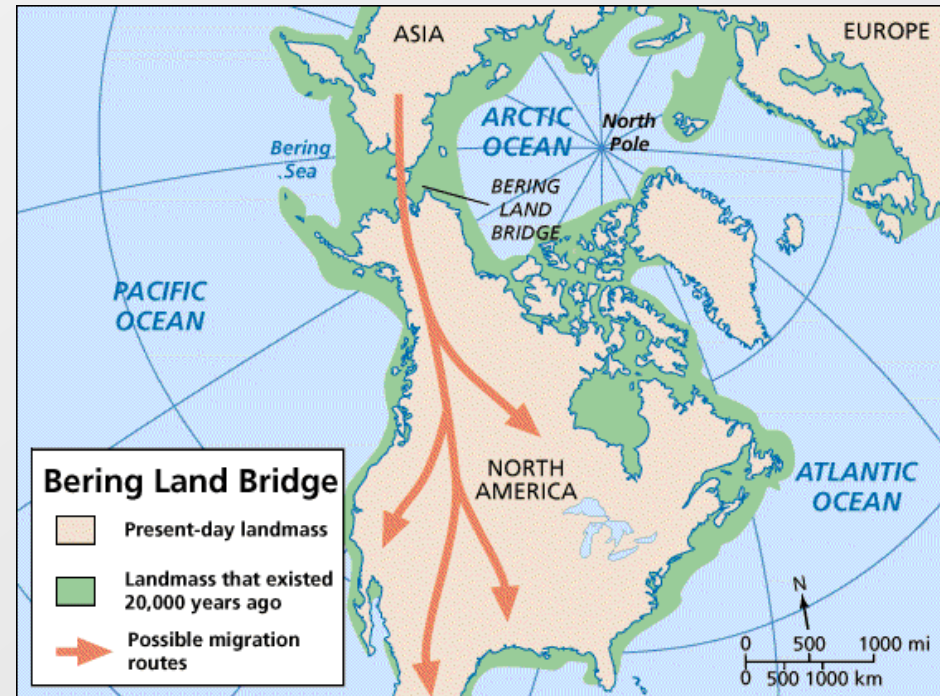 ASIA
EUROPE
ARCTIC
OCEAN
North
Pole
Bering
Sea
BERING
LAND
BRIDGE
PACIFIC
OCEAN
NORTH
AMERICA
ATLANTIC
OCEAN
Bering Land Bridge
Present-day landmass
Landmass that existed
20,000 years ago
Possible migration
routes
N
0 500 1000 mi
0 500 1000 km